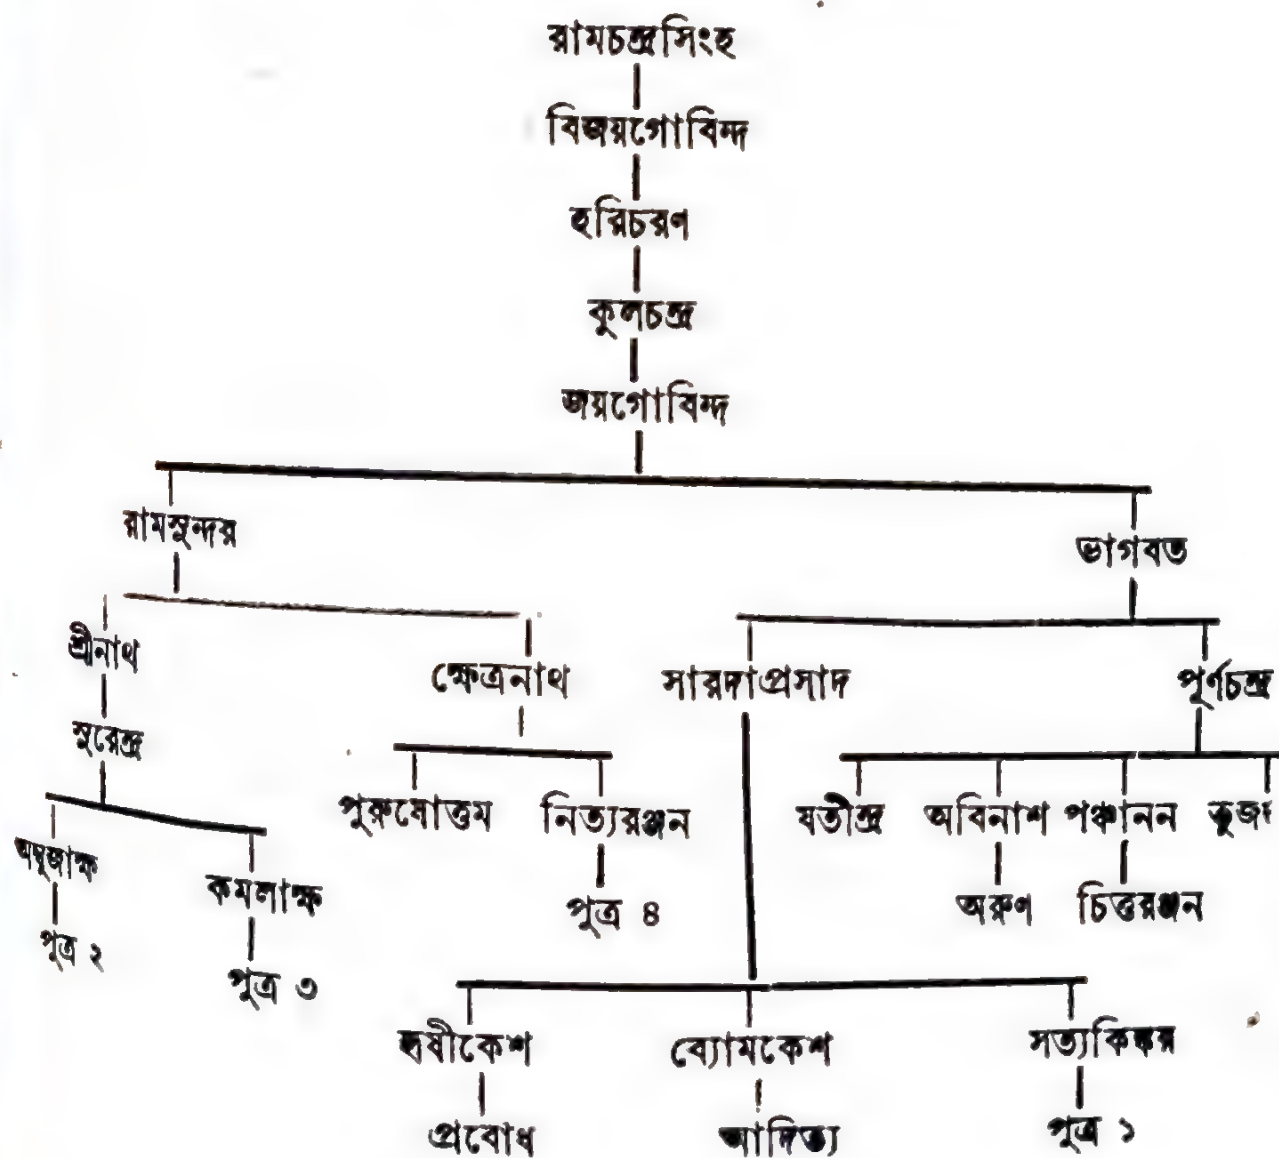 রামচন্দ্রসিংহ
বিজয়গোবিন্দ
হরিচরণ
কুলচন্দ্র
জয়গোবিন্দ
রামসুন্দর
ভাগবত
শ্রীনাথ
ক্ষেত্রনাথ সারদাপ্রসাদ পূর্ণচন্দ্র
সুরেন্দ্র
পুরুষোত্তম নিত্যরঞ্জন যতীন্দ্র অবিনাশ পঞ্চানন
অম্বুজাক্ষ
কমলাক্ষ
পুত্র ৪ অরুণ চিত্তরঞ্জন
পুত্র ২
পুত্র ৩
হৃষীকেশ ব্যোমকেশ সত্যকিঙ্কর
প্রবোধ আদিত্য পুত্র ১